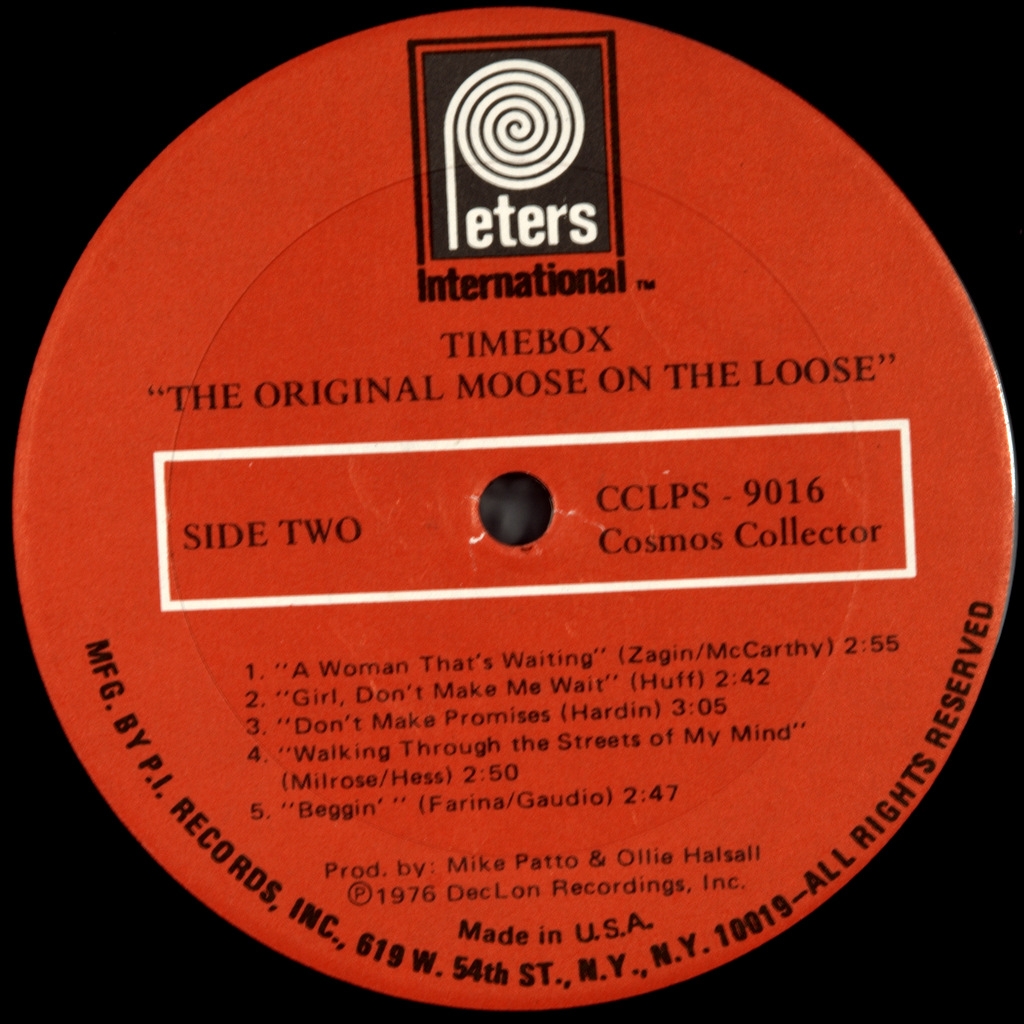 Peters
International ™
TIMEBOX
“THE ORIGINAL MOOSE ON THE LOOSE”
SIDE TWO
CCLPS - 9016
Cosmos Collector
1. "A Woman That's Waiting" (Zagin/McCarthy) 2:55
2. "Girl, Don't Make Me Wait" (Huff) 2:42
3. "Don't Make Promises (Hardin) 3:05
4. "Walking Through the Streets of My Mind"
(Milrose/Hess) 2:50
5. "Beggin' " (Farina/Gaudio) 2:47
Prod. by: Mike Patto & Ollie Halsall
Ⓟ1976 DecLon Recordings, Inc.
Made in U.S.A.
MFG. BY P.I. RECORDS, INC., 619 W. 54th ST., N.Y., N.Y. 10019—ALL RIGHTS RESERVED